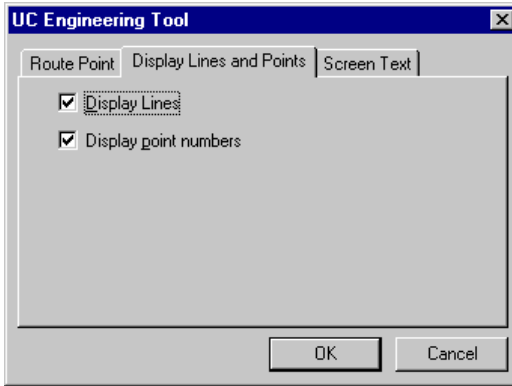 UC Engineering Tool
Route Point Display Lines and Points Screen Text
Display Lines
Display point numbers
OK Cancel